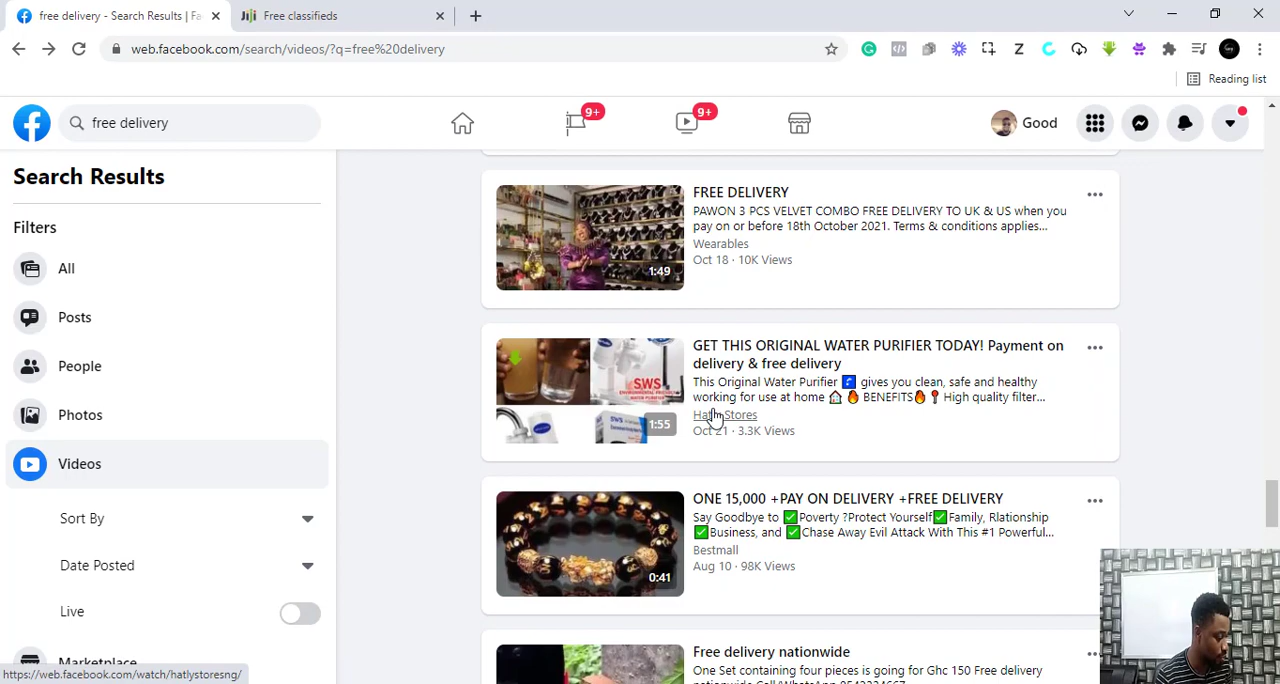 free delivery - Search Results | Fa
Free classifieds
web.facebook.com/search/videos/?q=free%20delivery
Reading list
free delivery
9+
9+
Good
Search Results
Filters
All
Posts
People
Photos
Videos
Sort By
Date Posted
Live
Marketplace
https://web.facebook.com/watch/hatlystoresng/
FREE DELIVERY
PAWON 3 PCS VELVET COMBO FREE DELIVERY TO UK & US when you
pay on or before 18th October 2021. Terms & conditions applies...
Wearables
Oct 18 · 10K Views
1:49
GET THIS ORIGINAL WATER PURIFIER TODAY! Payment on
delivery & free delivery
This Original Water Purifier gives you clean, safe and healthy
working for use at home BENEFITS High quality filter...
Stores
Oct 21 · 3.3K Views
SWS
1:55
ONE 15,000 +PAY ON DELIVERY +FREE DELIVERY
Say Goodbye to ✅Poverty ?Protect Yourself✅Family, Rlationship
✅Business, and ✅Chase Away Evil Attack With This #1 Powerful...
Bestmall
Aug 10 · 98K Views
0:41
Free delivery nationwide
One Set containing four pieces is going for Ghc 150 Free delivery